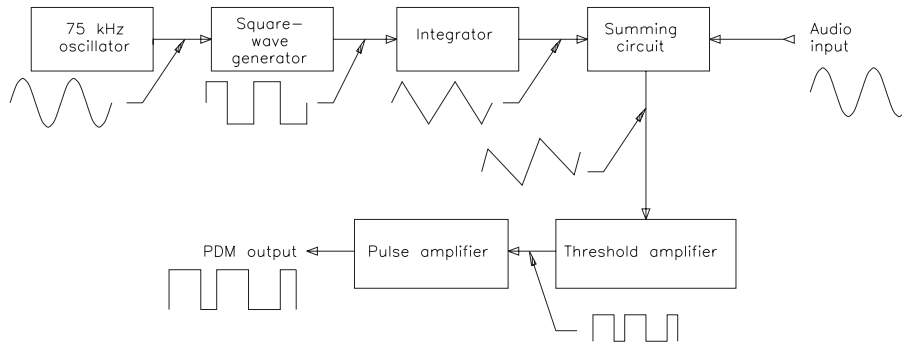 75 kHz
oscillator
Square-
wave
generator
Integrator
Summing
circuit
Audio
input
PDM output
Pulse amplifier
Threshold amplifier